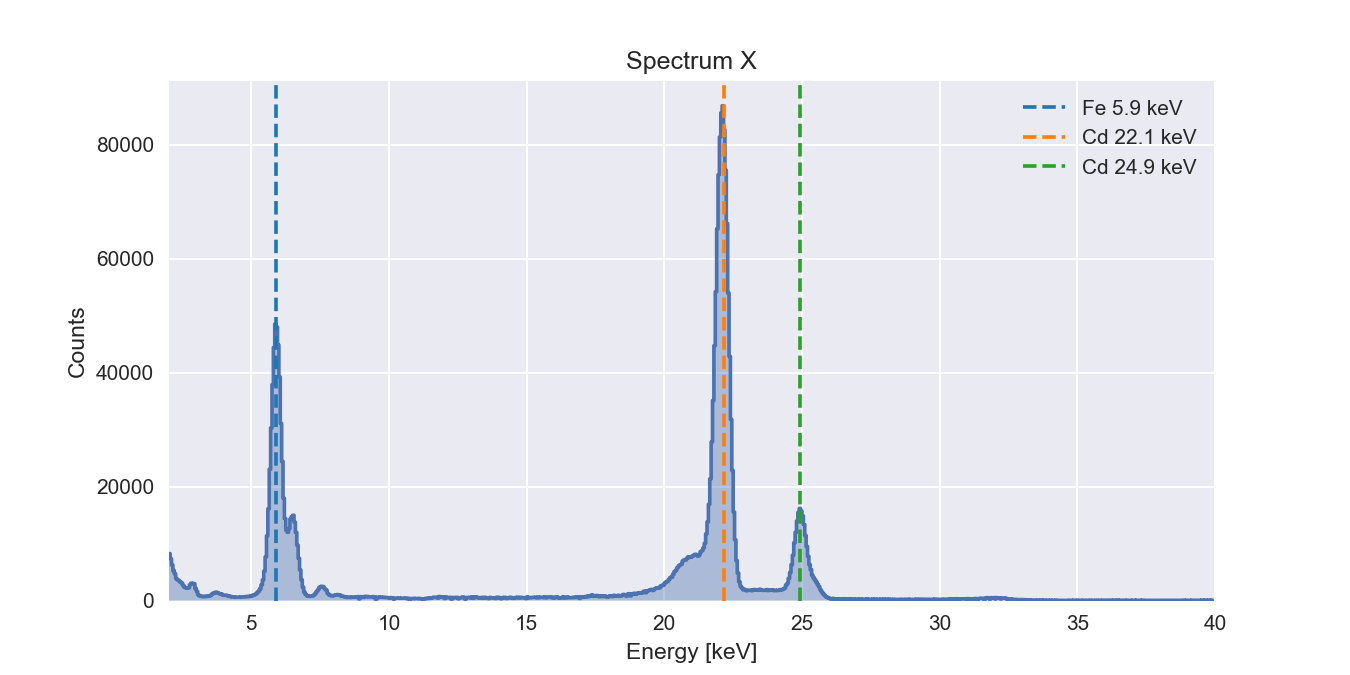 Spectrum X
Fe 5.9 keV
Cd 22.1 keV
Cd 24.9 keV
80000
60000
40000
20000
0
Counts
5 10 15 20 25 30 35 40
Energy [keV]